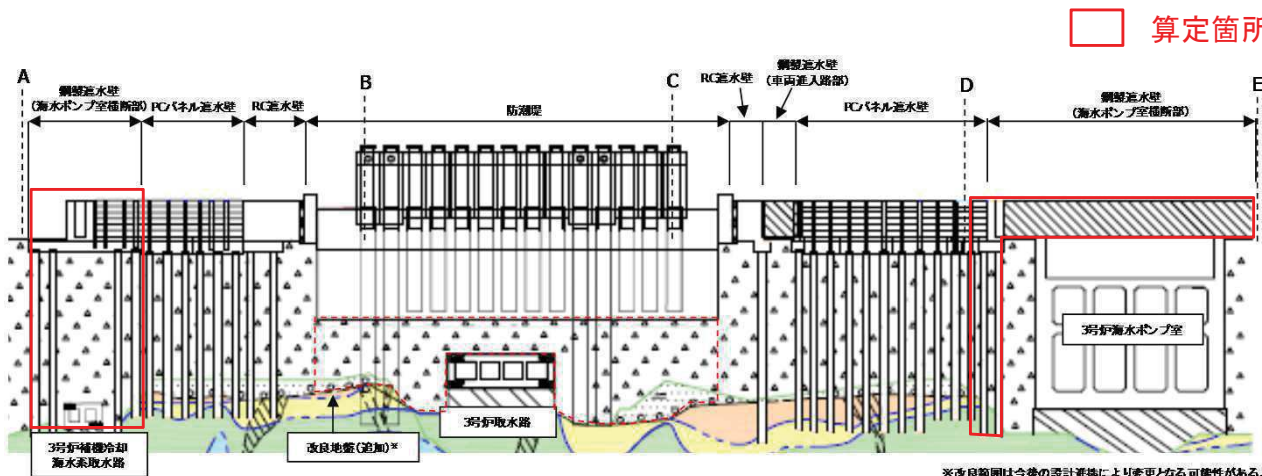 算定箇所
A
鋼製遮水壁
(海水ポンプ室横断部)
PCパネル遮水壁
RC遮水壁
B
防潮堤
C
RC遮水壁
鋼製遮水壁
(車両進入路部)
PCパネル遮水壁
D
鋼製遮水壁
(海水ポンプ室横断部)
E
3号炉海水ポンプ室
3号炉取水路
改良地盤(追加)※
3号炉補機冷却
海水系取水路
※改良範囲は今後の設計進捗により変更となる可能性がある。